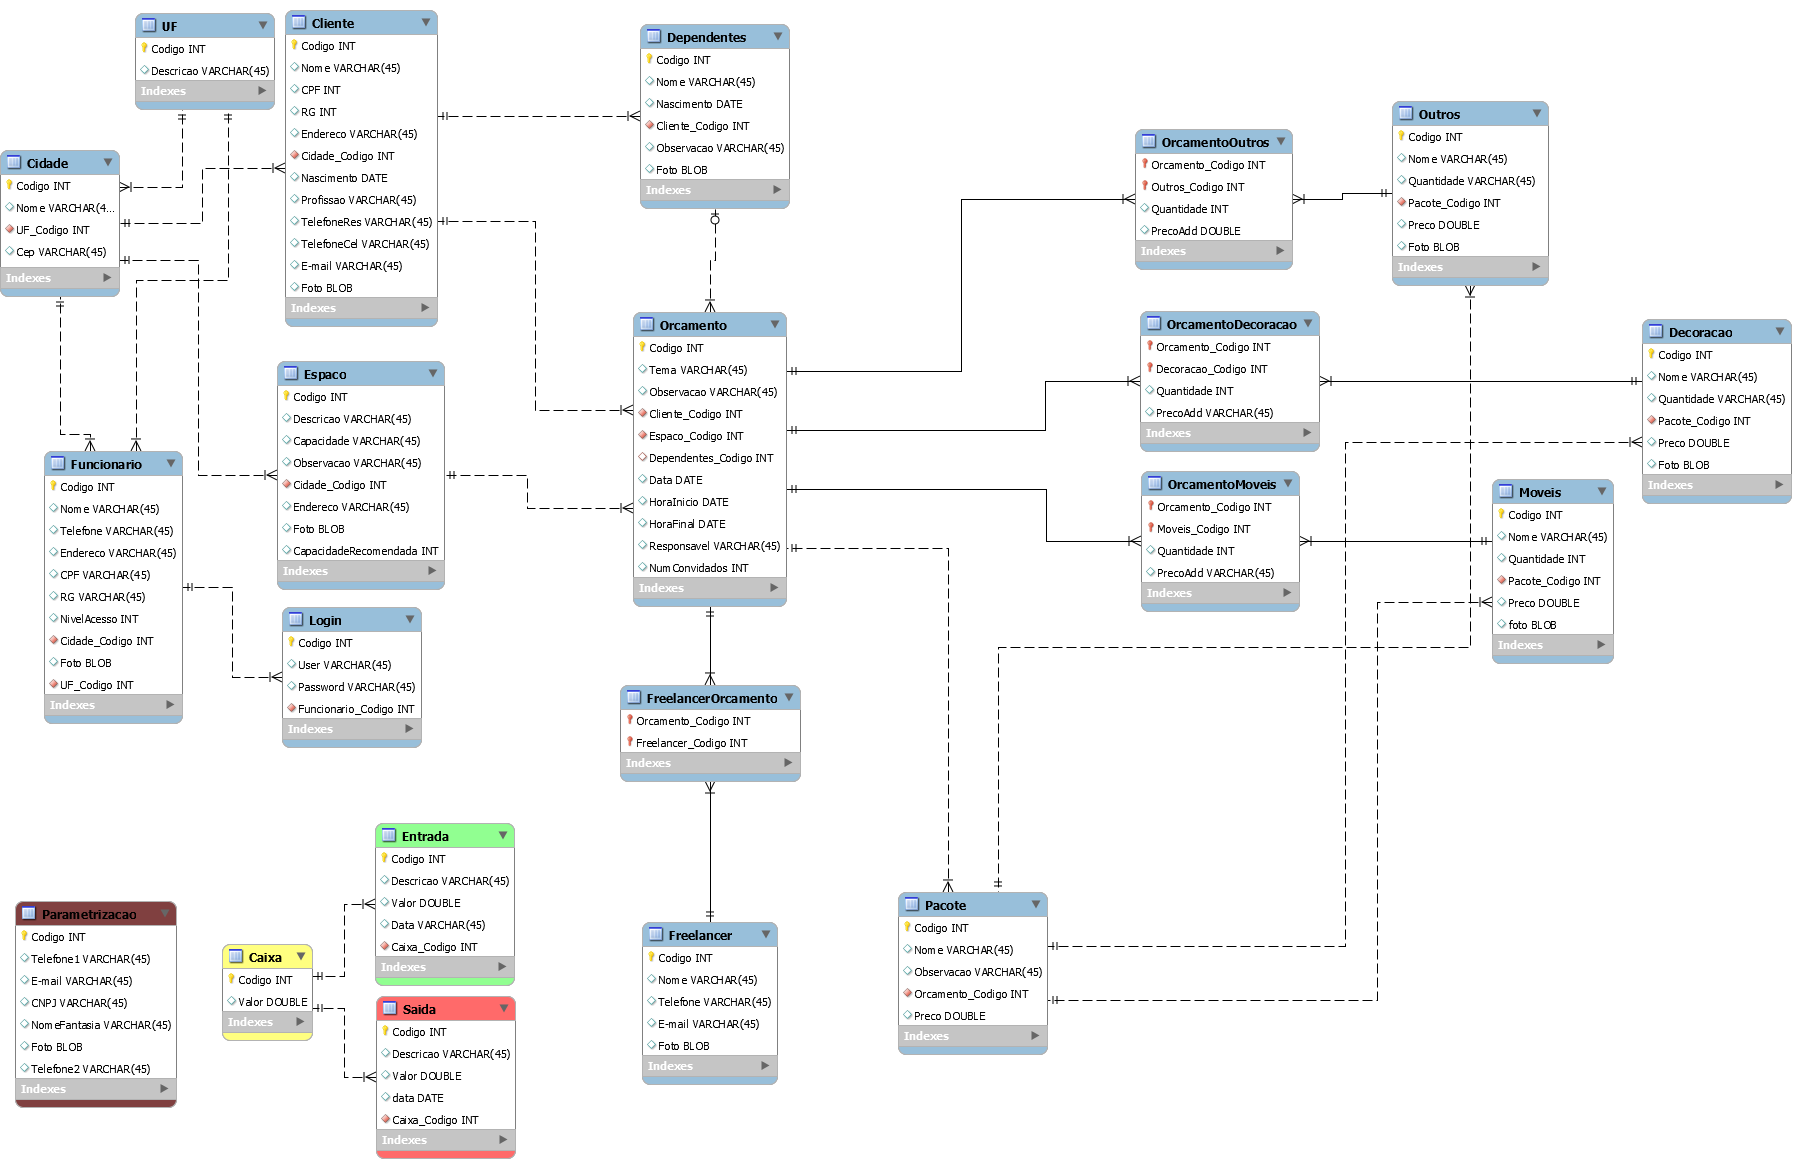 UF
Codigo INT
Descricao VARCHAR(45)
Indexes
Cliente
Codigo INT
Nome VARCHAR(45)
CPF INT
RG INT
Endereco VARCHAR(45)
Cidade_Codigo INT
Nascimento DATE
Profissao VARCHAR(45)
TelefoneRes VARCHAR(45)
TelefoneCel VARCHAR(45)
E-mail VARCHAR(45)
Foto BLOB
Indexes
Dependentes
Codigo INT
Nome VARCHAR(45)
Nascimento DATE
Cliente_Codigo INT
Observacao VARCHAR(45)
Foto BLOB
Indexes
Cidade
Codigo INT
Nome VARCHAR(4...
UF_Codigo INT
Cep VARCHAR(45)
Indexes
OrcamentoOutros
Orcamento_Codigo INT
Outros_Codigo INT
Quantidade INT
PrecoAdd DOUBLE
Indexes
Outros
Codigo INT
Nome VARCHAR(45)
Quantidade VARCHAR(45)
Pacote_Codigo INT
Preco DOUBLE
Foto BLOB
Indexes
Orcamento
Codigo INT
Tema VARCHAR(45)
Observacao VARCHAR(45)
Cliente_Codigo INT
Espaco_Codigo INT
Dependentes_Codigo INT
Data DATE
HoraInicio DATE
HoraFinal DATE
Responsavel VARCHAR(45)
NumConvidados INT
Indexes
OrcamentoDecoracao
Orcamento_Codigo INT
Decoracao_Codigo INT
Quantidade INT
PrecoAdd VARCHAR(45)
Indexes
Decoracao
Codigo INT
Nome VARCHAR(45)
Quantidade VARCHAR(45)
Pacote_Codigo INT
Preco DOUBLE
Foto BLOB
Indexes
Espaco
Codigo INT
Descricao VARCHAR(45)
Capacidade VARCHAR(45)
Observacao VARCHAR(45)
Cidade_Codigo INT
Endereco VARCHAR(45)
Foto BLOB
CapacidadeRecomendada INT
Indexes
Funcionario
Codigo INT
Nome VARCHAR(45)
Telefone VARCHAR(45)
Endereco VARCHAR(45)
CPF VARCHAR(45)
RG VARCHAR(45)
NivelAcesso INT
Cidade_Codigo INT
Foto BLOB
UF_Codigo INT
Indexes
OrcamentoMoveis
Orcamento_Codigo INT
Moveis_Codigo INT
Quantidade INT
PrecoAdd VARCHAR(45)
Indexes
Moveis
Codigo INT
Nome VARCHAR(45)
Quantidade INT
Pacote_Codigo INT
Preco DOUBLE
foto BLOB
Indexes
Login
Codigo INT
User VARCHAR(45)
Password VARCHAR(45)
Funcionario_Codigo INT
Indexes
FreelancerOrcamento
Orcamento_Codigo INT
Freelancer_Codigo INT
Indexes
Entrada
Codigo INT
Descricao VARCHAR(45)
Valor DOUBLE
Data VARCHAR(45)
Caixa_Codigo INT
Indexes
Parametrizacao
Codigo INT
Telefone1 VARCHAR(45)
E-mail VARCHAR(45)
CNPJ VARCHAR(45)
NomeFantasia VARCHAR(45)
Foto BLOB
Telefone2 VARCHAR(45)
Indexes
Caixa
Codigo INT
Valor DOUBLE
Indexes
Saida
Codigo INT
Descricao VARCHAR(45)
Valor DOUBLE
data DATE
Caixa_Codigo INT
Indexes
Freelancer
Codigo INT
Nome VARCHAR(45)
Telefone VARCHAR(45)
E-mail VARCHAR(45)
Foto BLOB
Indexes
Pacote
Codigo INT
Nome VARCHAR(45)
Observacao VARCHAR(45)
Orcamento_Codigo INT
Preco DOUBLE
Indexes